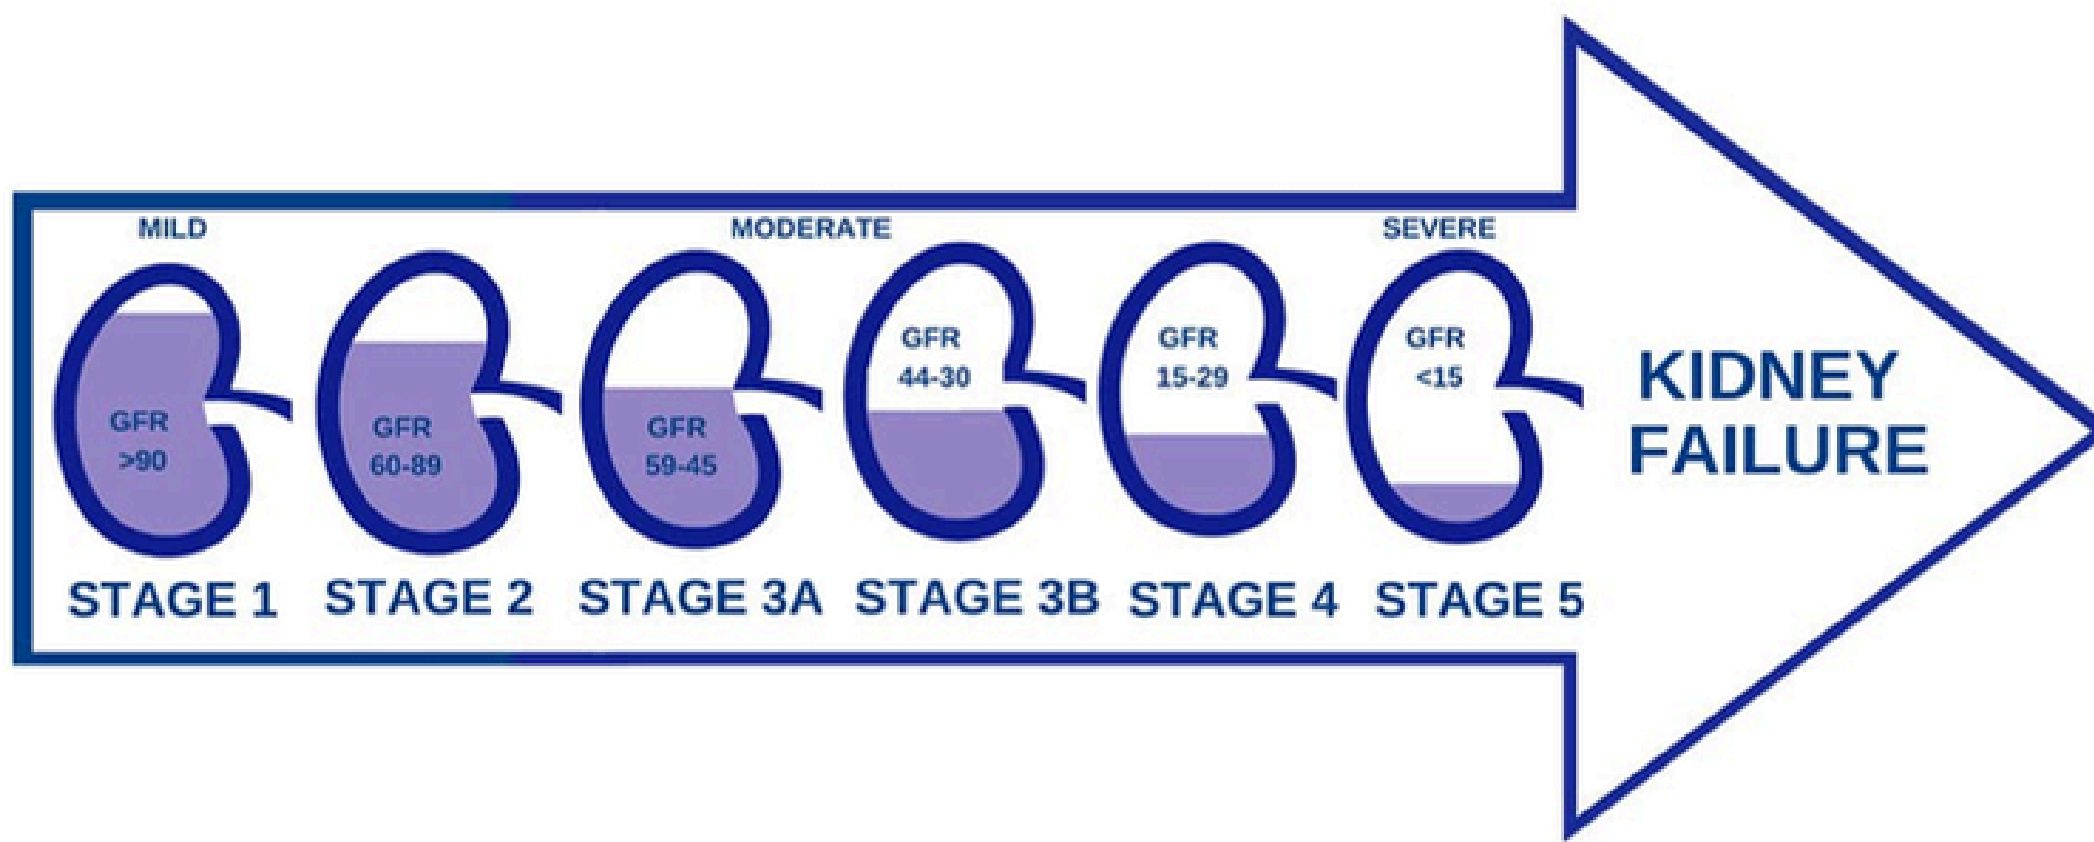 MILD
MODERATE
SEVERE
GFR
>90
GFR
60-89
GFR
59-45
GFR
44-30
GFR
15-29
GFR
<15
STAGE 1
STAGE 2
STAGE 3A
STAGE 3B
STAGE 4
STAGE 5
KIDNEY
FAILURE